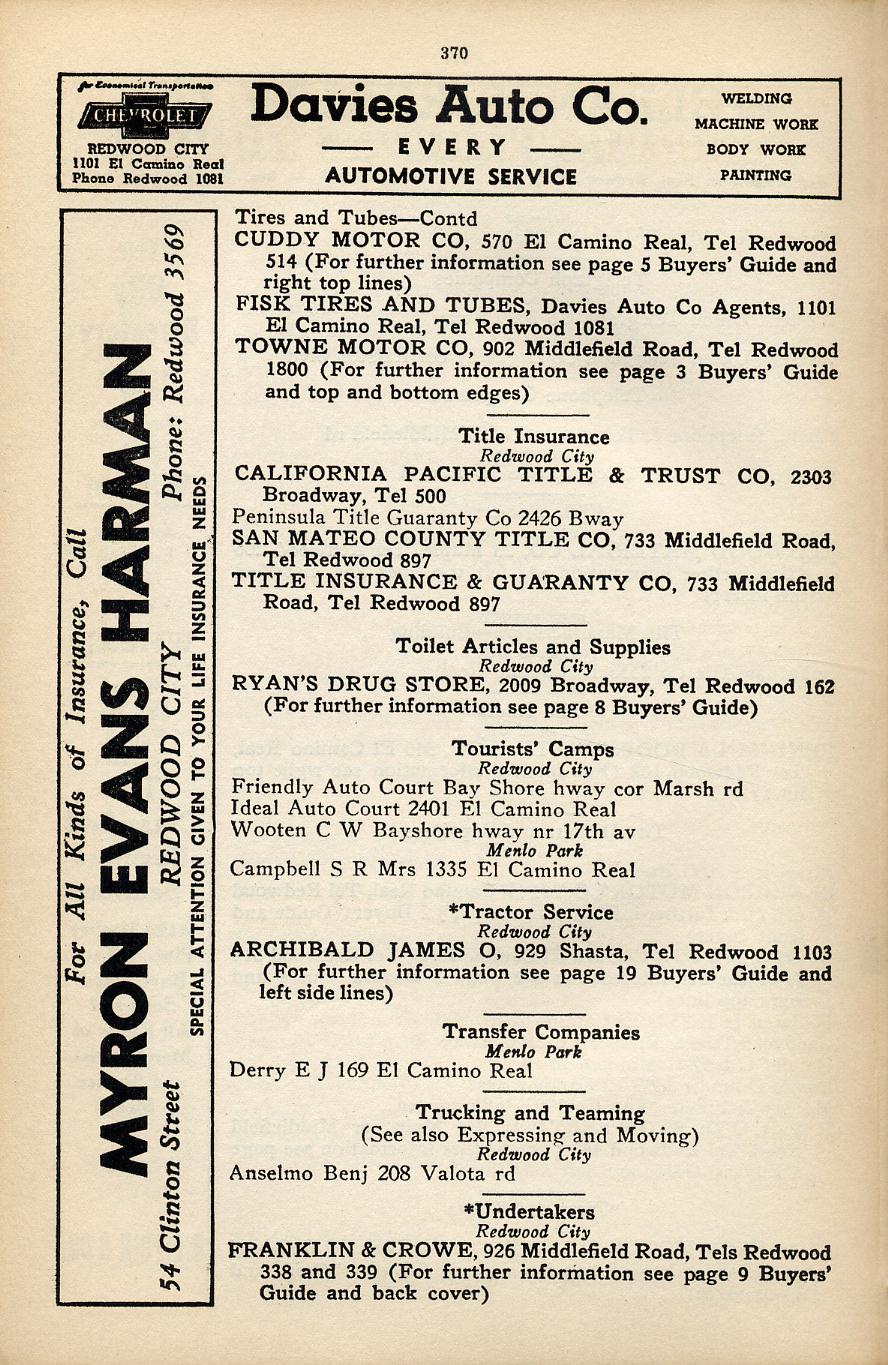 370
for Economical Transportation
CHEVROLET
REDWOOD CITY
1101 El Camino Real
Phone Redwood 1081
Davies Auto Co.
EVERY
AUTOMOTIVE SERVICE
WELDING
MACHINE WORK
BODY WORK
PAINTING
For All Kinds of Insurance, Call
MYRON EVANS HARMAN
54 Clinton Street REDWOOD CITY Phone: Redwood 3569
SPECIAL ATTENTION GIVEN TO YOUR LIFE INSURANCE NEEDS
Tires and Tubes—Contd
CUDDY MOTOR CO, 570 El Camino Real, Tel Redwood
514 (For further information see page 5 Buyers' Guide and
right top lines)
FISK TIRES AND TUBES, Davies Auto Co Agents, 1101
El Camino Real, Tel Redwood 1081
TOWNE MOTOR CO, 902 Middlefield Road, Tel Redwood
1800 (For further information see page 3 Buyers' Guide
and top and bottom edges)
Title Insurance
Redwood City
CALIFORNIA PACIFIC TITLE & TRUST CO, 2303
Broadway, Tel 500
Peninsula Title Guaranty Co 2426 Bway
SAN MATEO COUNTY TITLE CO, 733 Middlefield Road,
Tel Redwood 897
TITLE INSURANCE & GUARANTY CO, 733 Middlefield
Road, Tel Redwood 897
Toilet Articles and Supplies
Redwood City
RYAN'S DRUG STORE, 2009 Broadway, Tel Redwood 162
(For further information see page 8 Buyers' Guide)
Tourists' Camps
Redwood City
Friendly Auto Court Bay Shore hway cor Marsh rd
Ideal Auto Court 2401 El Camino Real
Wooten C W Bayshore hway nr 17th av
Menlo Park
Campbell S R Mrs 1335 El Camino Real
*Tractor Service
Redwood City
ARCHIBALD JAMES O, 929 Shasta, Tel Redwood 1103
(For further information see page 19 Buyers' Guide and
left side lines)
Transfer Companies
Menlo Park
Derry E J 169 El Camino Real
Trucking and Teaming
(See also Expressing and Moving)
Redwood City
Anselmo Benj 208 Valota rd
*Undertakers
Redwood City
FRANKLIN & CROWE, 926 Middlefield Road, Tels Redwood
338 and 339 (For further information see page 9 Buyers'
Guide and back cover)